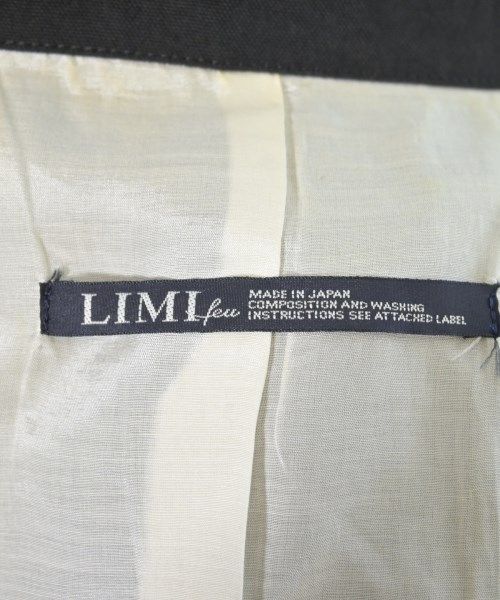 LIMI feu
MADE IN JAPAN
COMPOSITION AND WASHING
INSTRUCTIONS SEE ATTACHED LABEL